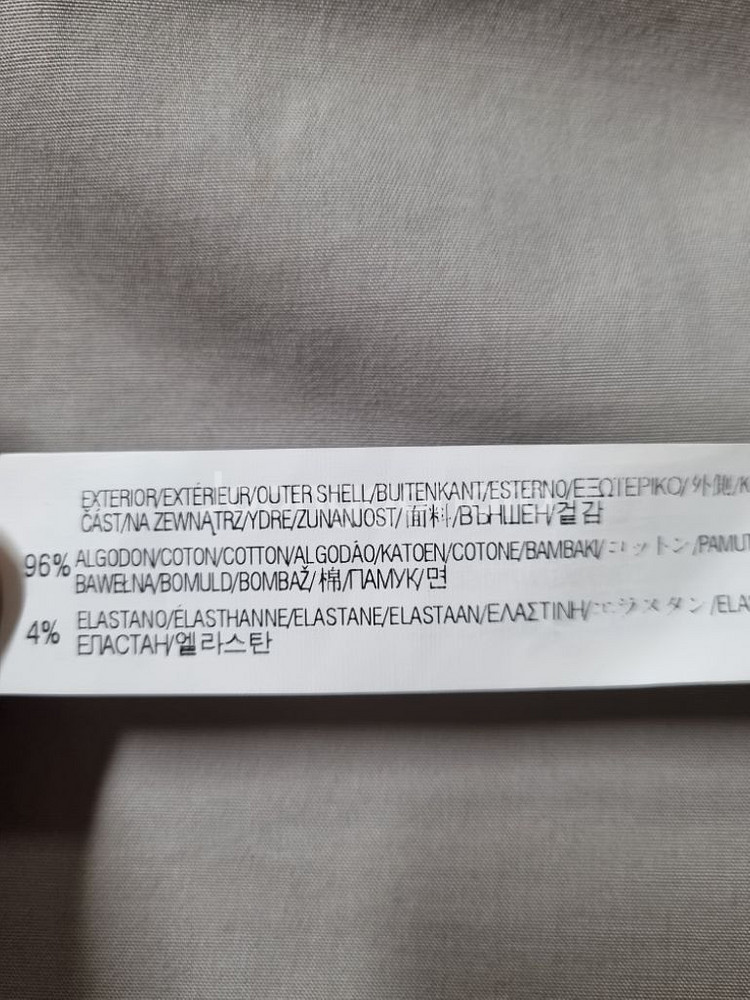 EXTERIOR/EXTÉRIEUR/OUTER SHELL/BUITENKANT/ESTERNO/ΕΞΩΤΕΡΙΚΟ/外側/K
ČÁST/NA ZEWNĄTRZ/YDRE/ZUNANJOST/面料/ВЪНШЕН/겉감
96% ALGODON/COTON/COTTON/ALGODÃO/KATOEN/COTONE/BAMBAKI/コットン/PAMUT
BAWEŁNA/BOMULD/BOMBAŽ/棉/ПАМУК/면
4% ELASTANO/ÉLASTHANNE/ELASTANE/ELASTAAN/ΕΛΑΣΤΙΝΗ/エラスタン/ELA
ЕЛАСТАН/엘라스탄